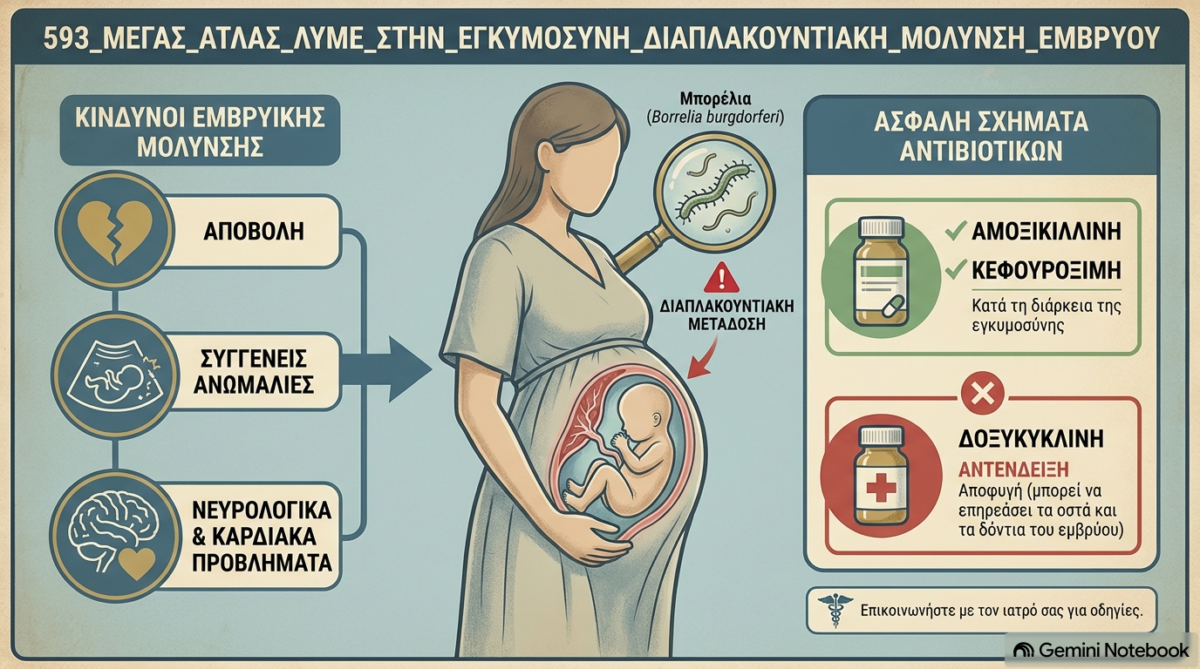 593_ΜΕΓΑΣ_ΑΤΛΑΣ_ΛΥΜΕ_ΣΤΗΝ_ΕΓΚΥΜΟΣΥΝΗ_ΔΙΑΠΛΑΚΟΥΝΤΙΑΚΗ_ΜΟΛΥΝΣΗ_ΕΜΒΡΥΟΥ
ΚΙΝΔΥΝΟΙ ΕΜΒΡΥΙΚΗΣ
ΜΟΛΥΝΣΗΣ
ΑΠΟΒΟΛΗ
ΣΥΓΓΕΝΕΙΣ
ΑΝΩΜΑΛΙΕΣ
ΝΕΥΡΟΛΟΓΙΚΑ
& ΚΑΡΔΙΑΚΑ
ΠΡΟΒΛΗΜΑΤΑ
Μπορέλια
(Borrelia burgdorferi)
ΔΙΑΠΛΑΚΟΥΝΤΙΑΚΗ
ΜΕΤΑΔΟΣΗ
ΑΣΦΑΛΗ ΣΧΗΜΑΤΑ
ΑΝΤΙΒΙΟΤΙΚΩΝ
ΑΜΟΞΙΚΙΛΛΙΝΗ
ΚΕΦΟΥΡΟΞΙΜΗ
Κατά τη διάρκεια της
εγκυμοσύνης
ΔΟΞΥΚΥΚΛΙΝΗ
ΑΝΤΕΝΔΕΙΞΗ
Αποφυγή (μπορεί να
επηρεάσει τα οστά και
τα δόντια του εμβρύου)
Επικοινωνήστε με τον ιατρό σας για οδηγίες.
Gemini Notebook